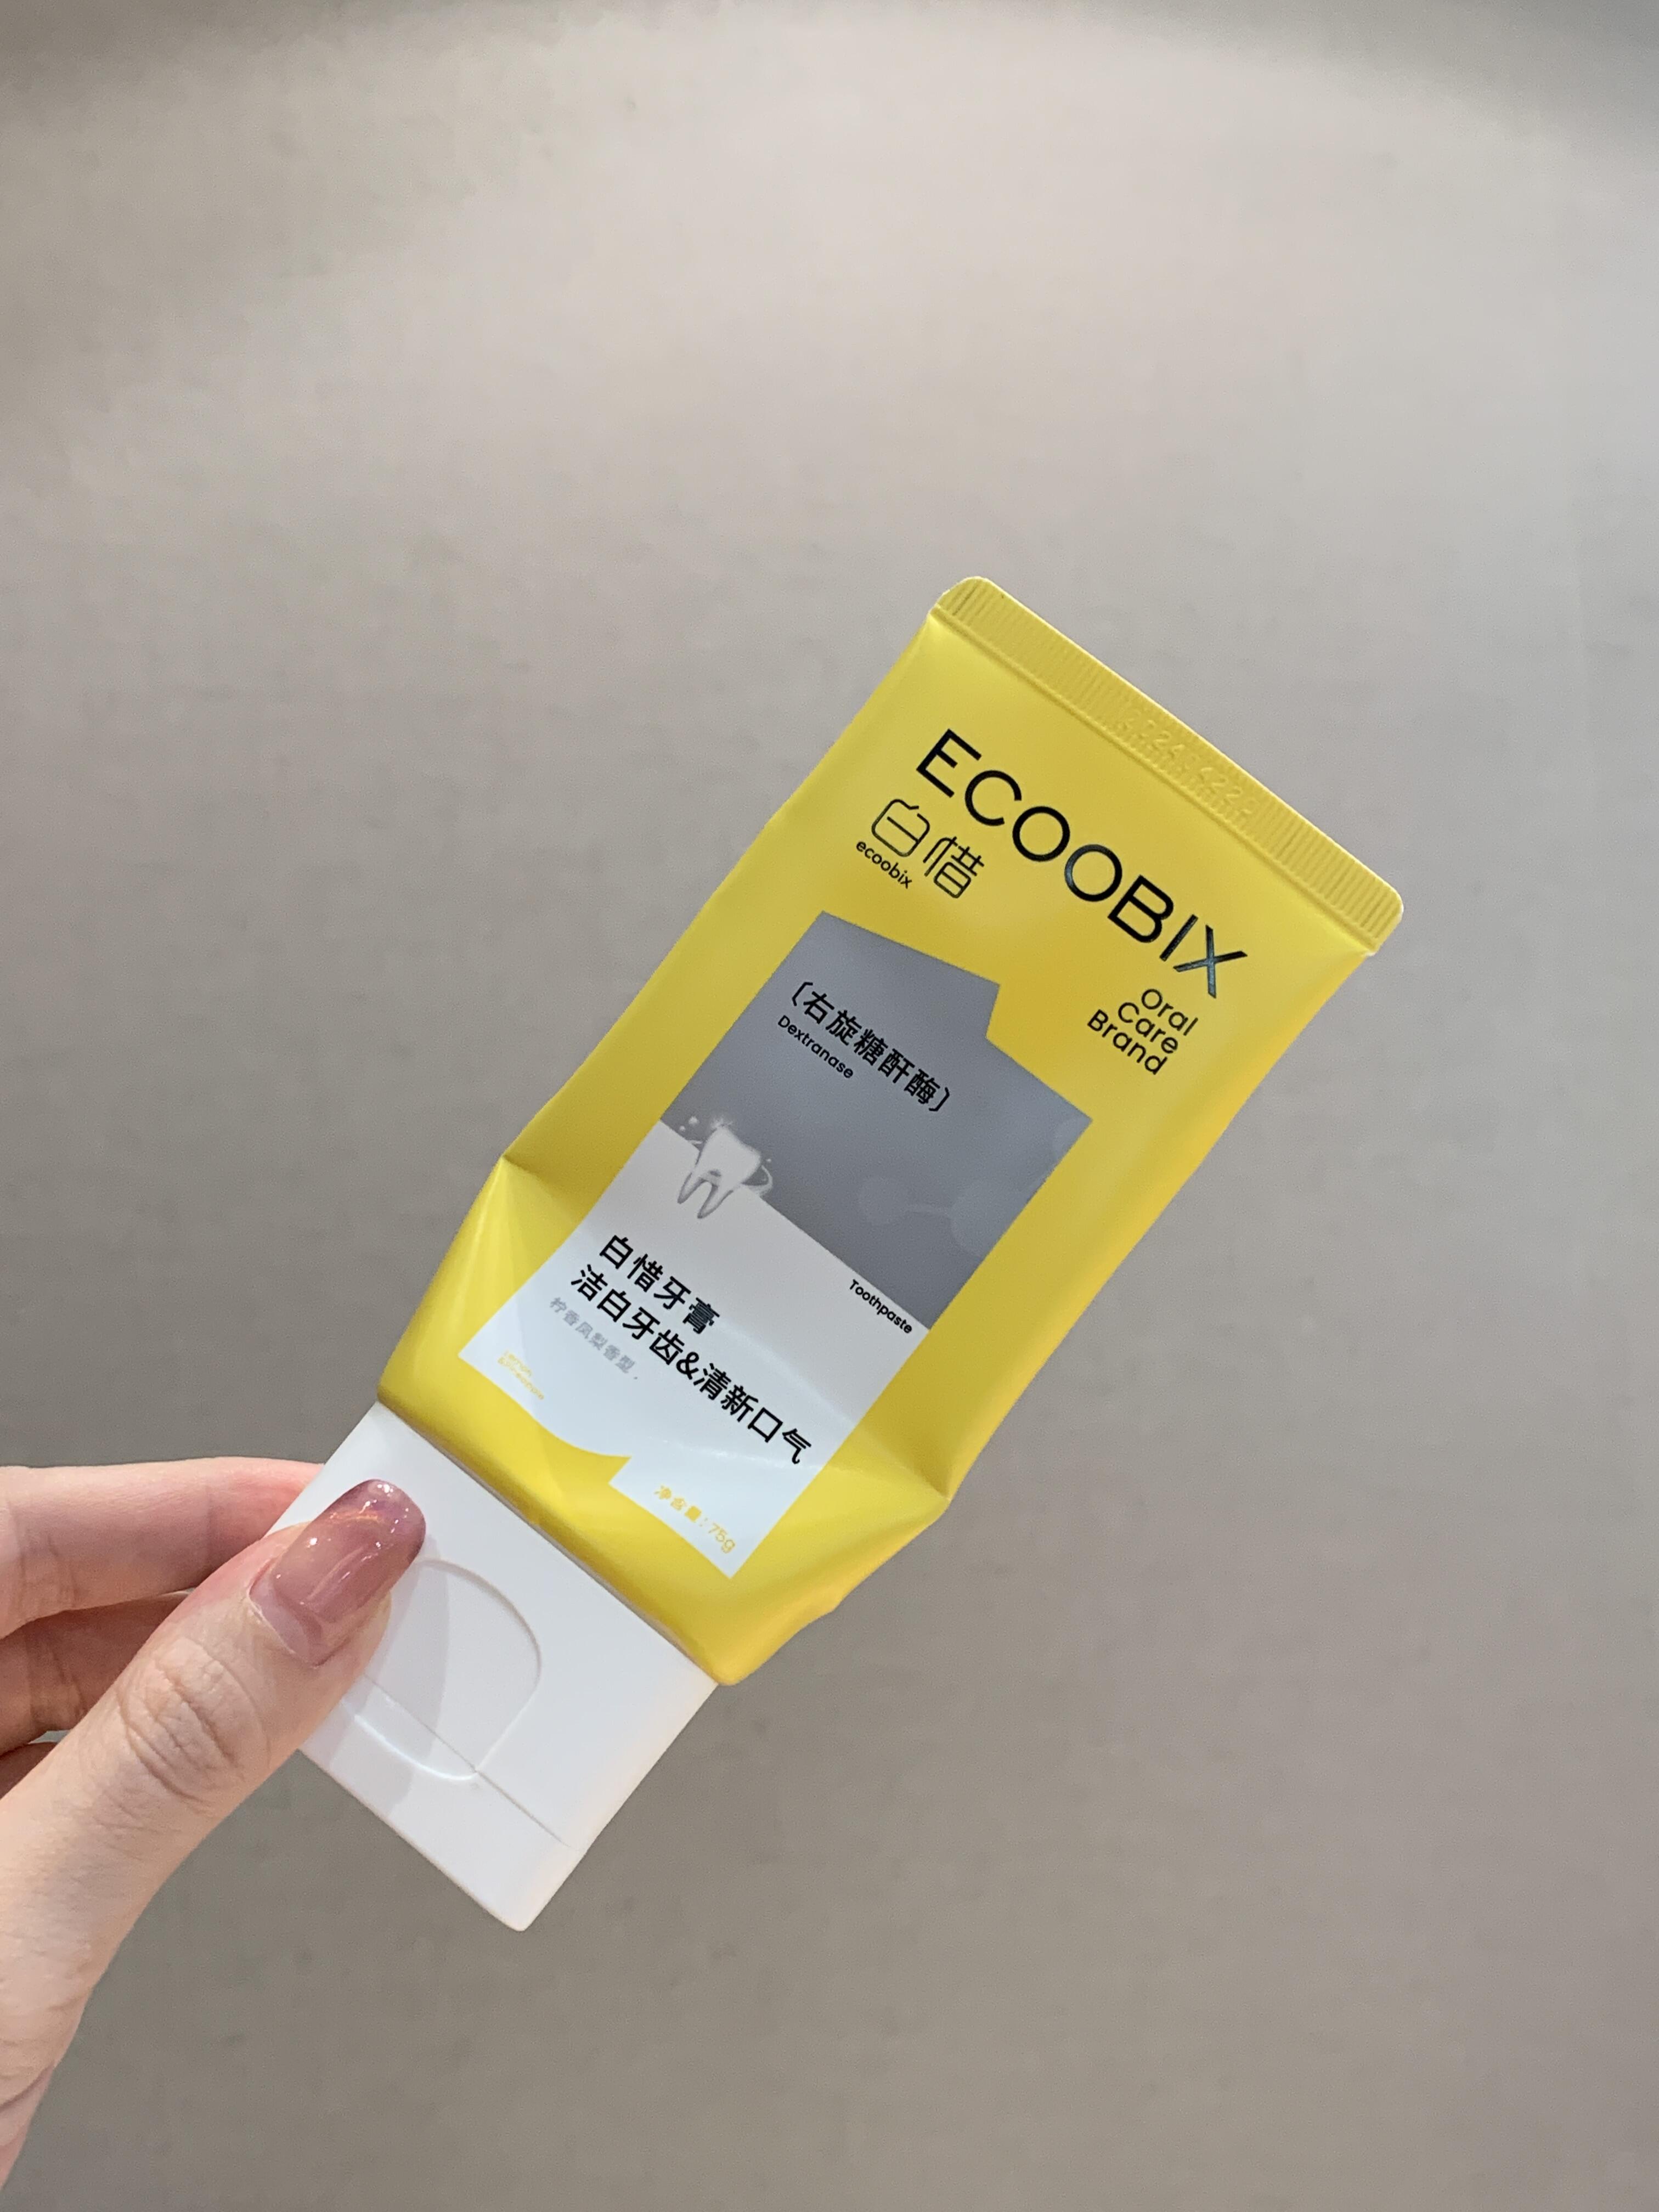 ECOOBIX
白惜
ecoobix
Oral
Care
Brand
〔右旋糖酐酶〕
Dextranase
Toothpaste
白惜牙膏
洁白牙齿&清新口气
柠香凤梨香型
净含量：75g